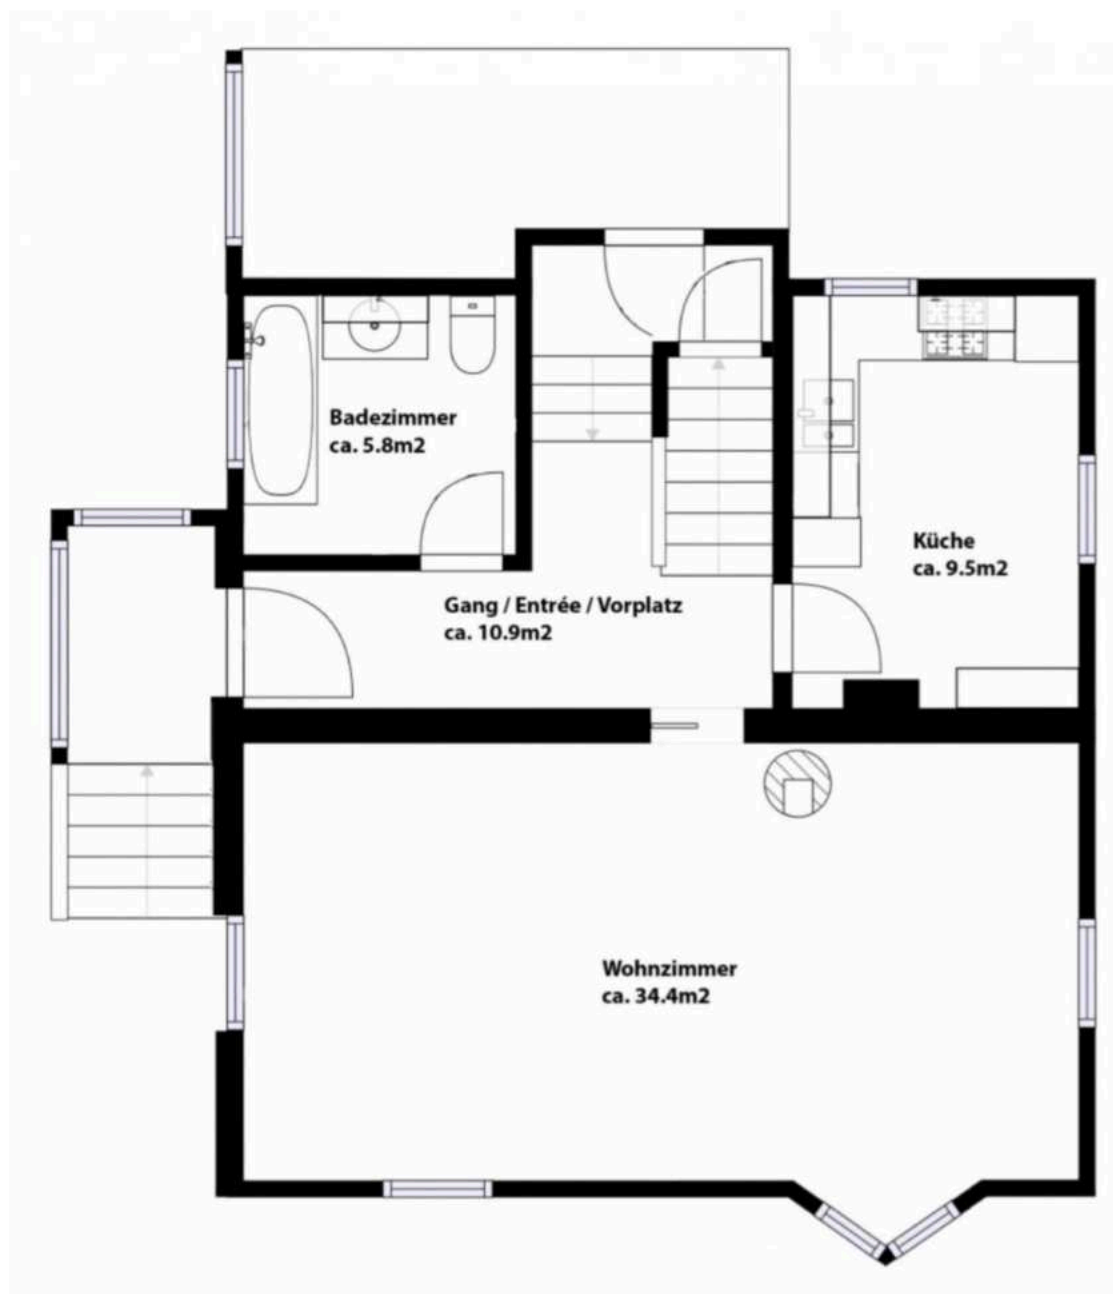 Badezimmer
ca. 5.8m2
Küche
ca. 9.5m2
Gang / Entrée / Vorplatz
ca. 10.9m2
Wohnzimmer
ca. 34.4m2